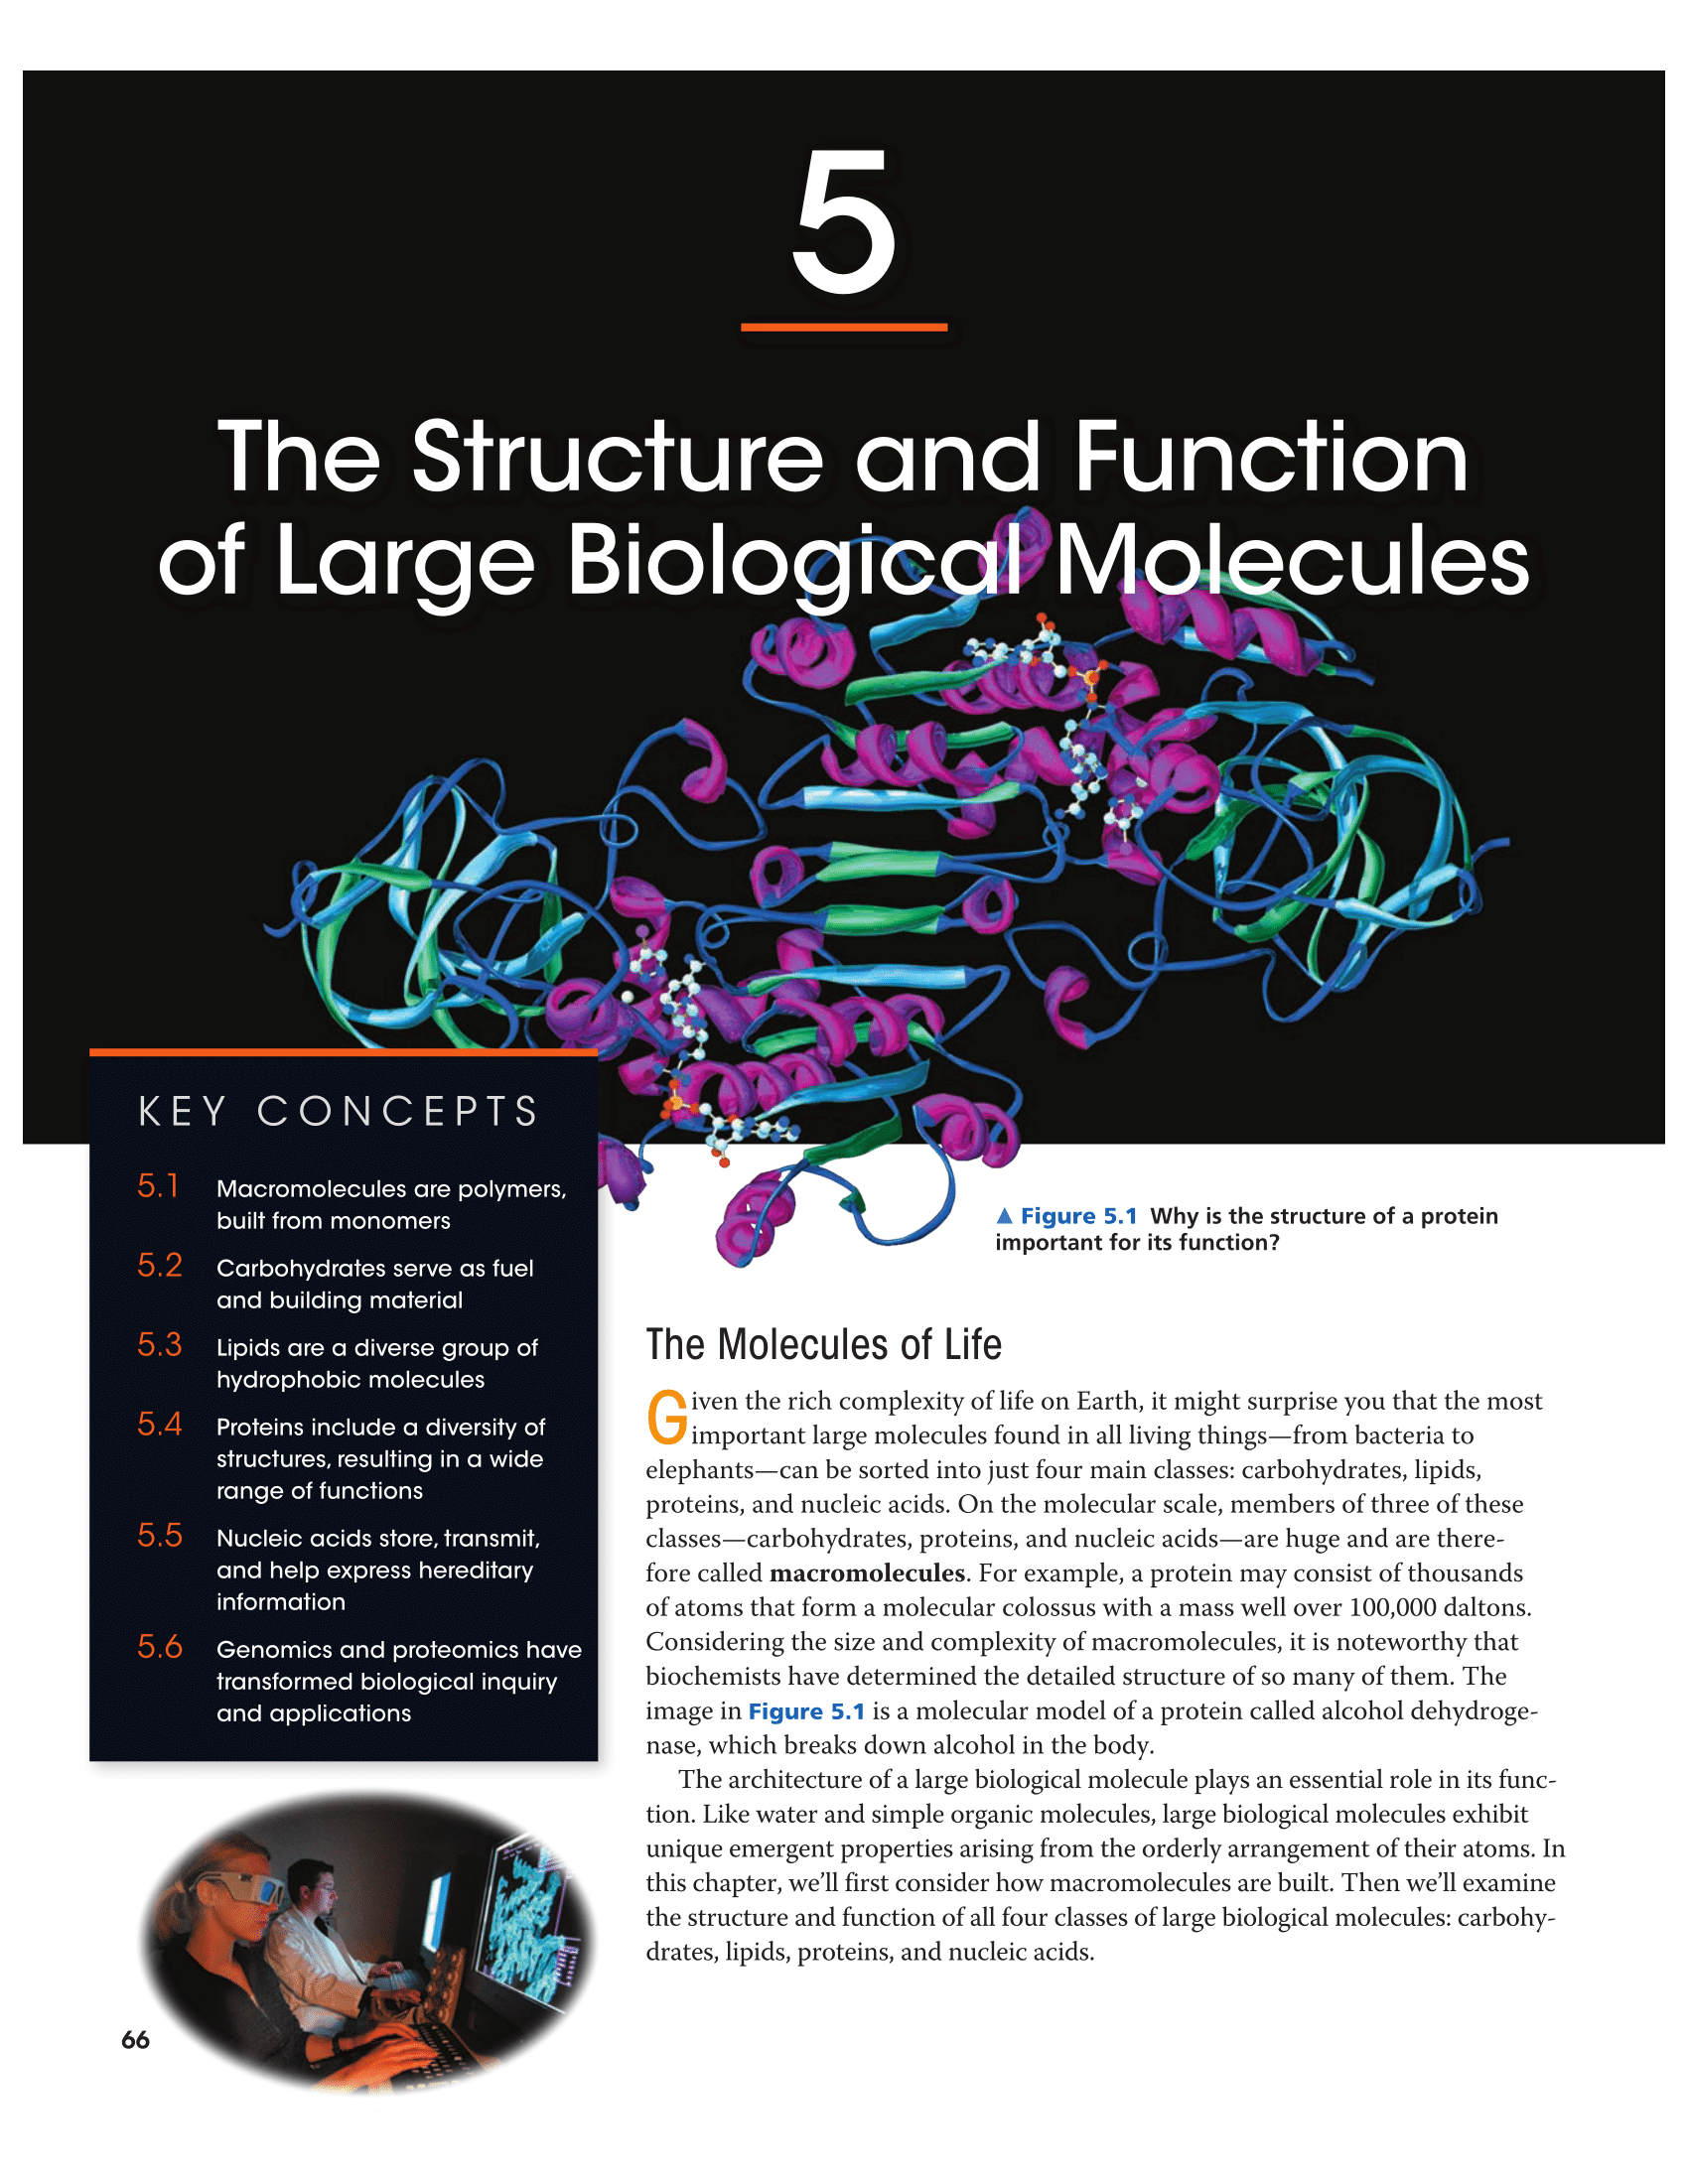 5
The Structure and Function
of Large Biological Molecules
KEY CONCEPTS
5.1 Macromolecules are polymers,
built from monomers
5.2 Carbohydrates serve as fuel
and building material
5.3 Lipids are a diverse group of
hydrophobic molecules
5.4 Proteins include a diversity of
structures, resulting in a wide
range of functions
5.5 Nucleic acids store, transmit,
and help express hereditary
information
5.6 Genomics and proteomics have
transformed biological inquiry
and applications
▲ Figure 5.1 Why is the structure of a protein
important for its function?
The Molecules of Life
Given the rich complexity of life on Earth, it might surprise you that the most
important large molecules found in all living things—from bacteria to
elephants—can be sorted into just four main classes: carbohydrates, lipids,
proteins, and nucleic acids. On the molecular scale, members of three of these
classes—carbohydrates, proteins, and nucleic acids—are huge and are there-
fore called macromolecules. For example, a protein may consist of thousands
of atoms that form a molecular colossus with a mass well over 100,000 daltons.
Considering the size and complexity of macromolecules, it is noteworthy that
biochemists have determined the detailed structure of so many of them. The
image in Figure 5.1 is a molecular model of a protein called alcohol dehydroge-
nase, which breaks down alcohol in the body.
The architecture of a large biological molecule plays an essential role in its func-
tion. Like water and simple organic molecules, large biological molecules exhibit
unique emergent properties arising from the orderly arrangement of their atoms. In
this chapter, we'll first consider how macromolecules are built. Then we'll examine
the structure and function of all four classes of large biological molecules: carbohy-
drates, lipids, proteins, and nucleic acids.
66